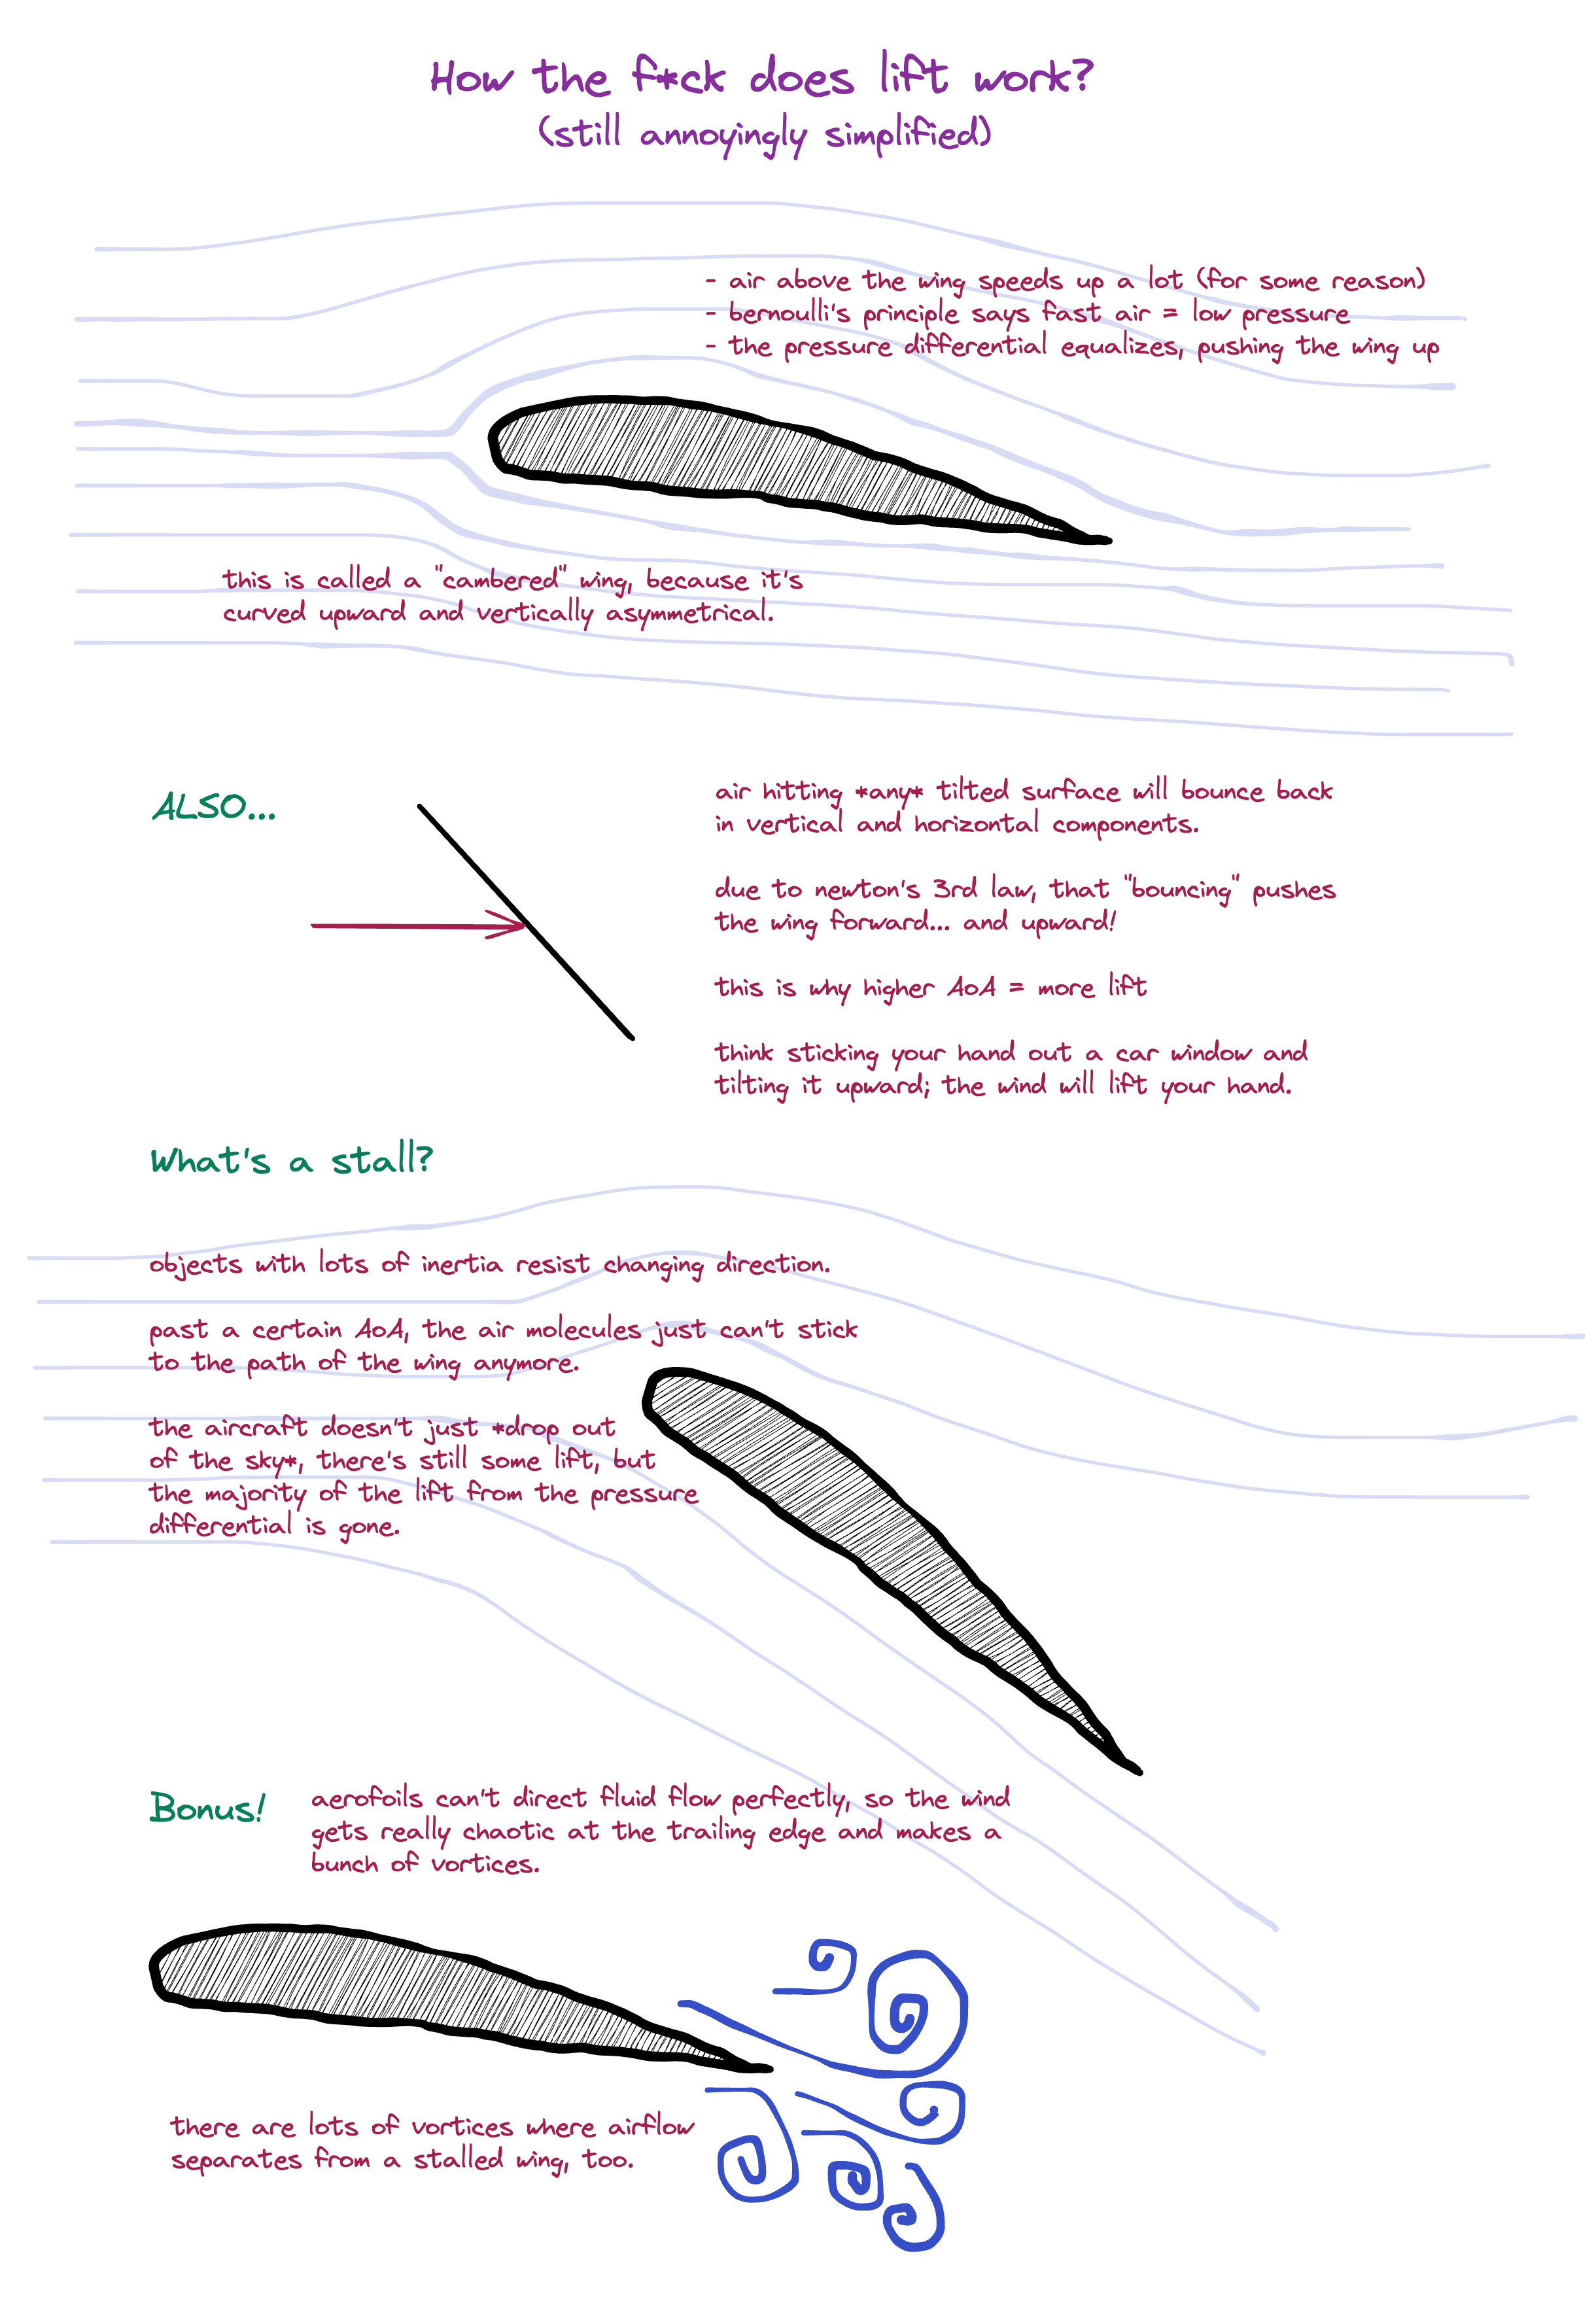 How the f*ck does lift work?
(still annoyingly simplified)
- air above the wing speeds up a lot (for some reason)
- bernoulli's principle says fast air = low pressure
- the pressure differential equalizes, pushing the wing up
this is called a "cambered" wing, because it's
curved upward and vertically asymmetrical.
ALSO...
air hitting *any* tilted surface will bounce back
in vertical and horizontal components.
due to newton's 3rd law, that "bouncing" pushes
the wing forward... and upward!
this is why higher AoA = more lift
think sticking your hand out a car window and
tilting it upward; the wind will lift your hand.
What's a stall?
objects with lots of inertia resist changing direction.
past a certain AoA, the air molecules just can't stick
to the path of the wing anymore.
the aircraft doesn't just *drop out
of the sky*, there's still some lift, but
the majority of the lift from the pressure
differential is gone.
Bonus!
aerofoils can't direct fluid flow perfectly, so the wind
gets really chaotic at the trailing edge and makes a
bunch of vortices.
there are lots of vortices where airflow
separates from a stalled wing, too.